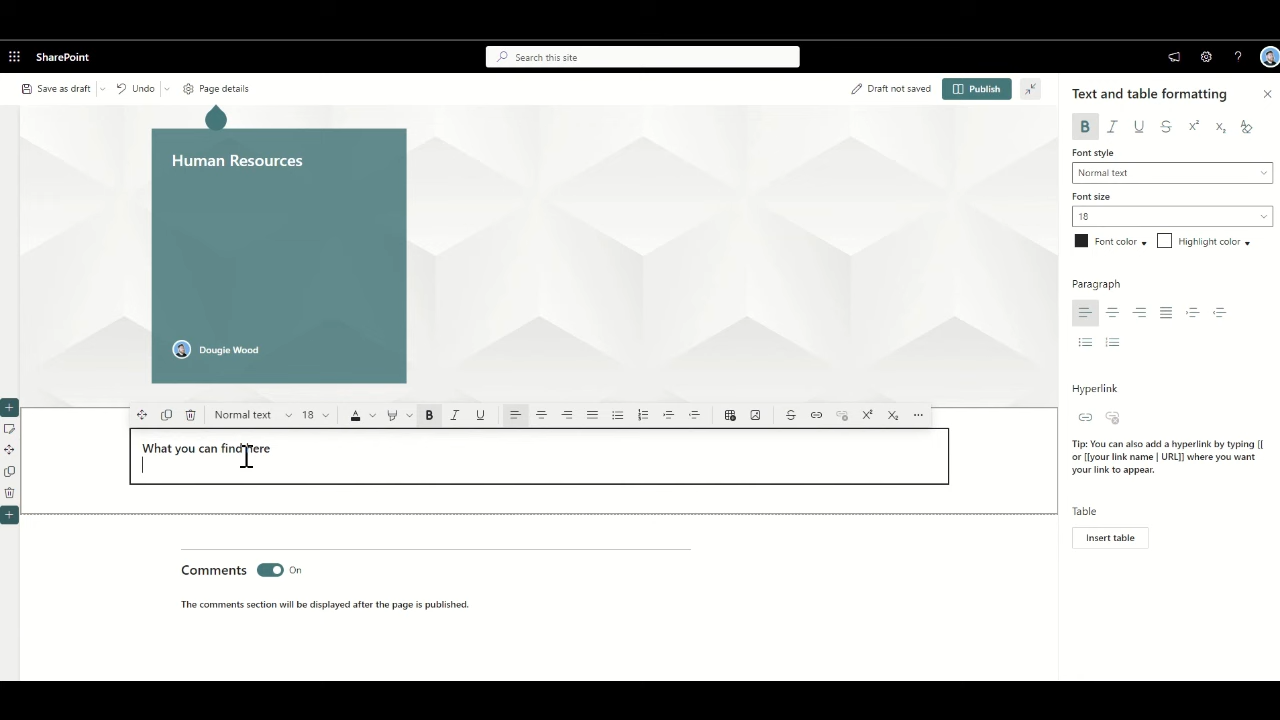 SharePoint
Search this site
Save as draft
Undo
Page details
Draft not saved
Publish
Human Resources
Dougie Wood
Normal text
18
What you can find here
Comments
On
The comments section will be displayed after the page is published.
Text and table formatting
Font style
Normal text
Font size
18
Font color
Highlight color
Paragraph
Hyperlink
Tip: You can also add a hyperlink by typing [[
or [[your link name | URL]] where you want
your link to appear.
Table
Insert table